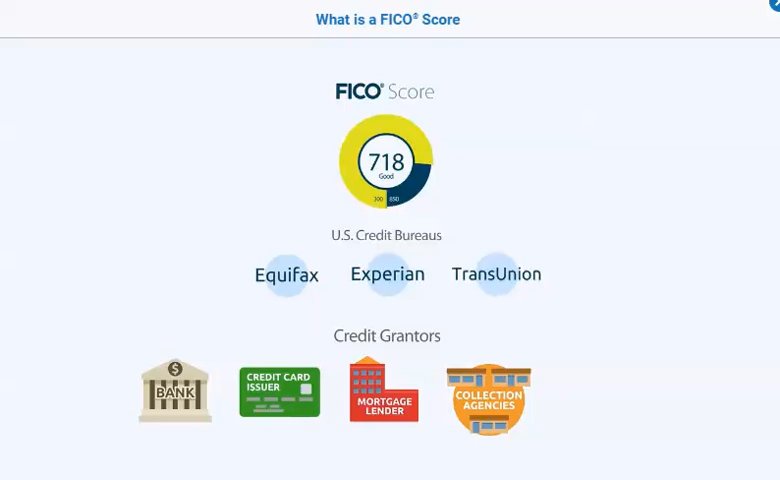 What is a FICO® Score
FICO® Score
718
Good
300 850
U.S. Credit Bureaus
Equifax Experian TransUnion
Credit Grantors
$
BANK
CREDIT CARD
ISSUER
MORTGAGE
LENDER
COLLECTION
AGENCIES